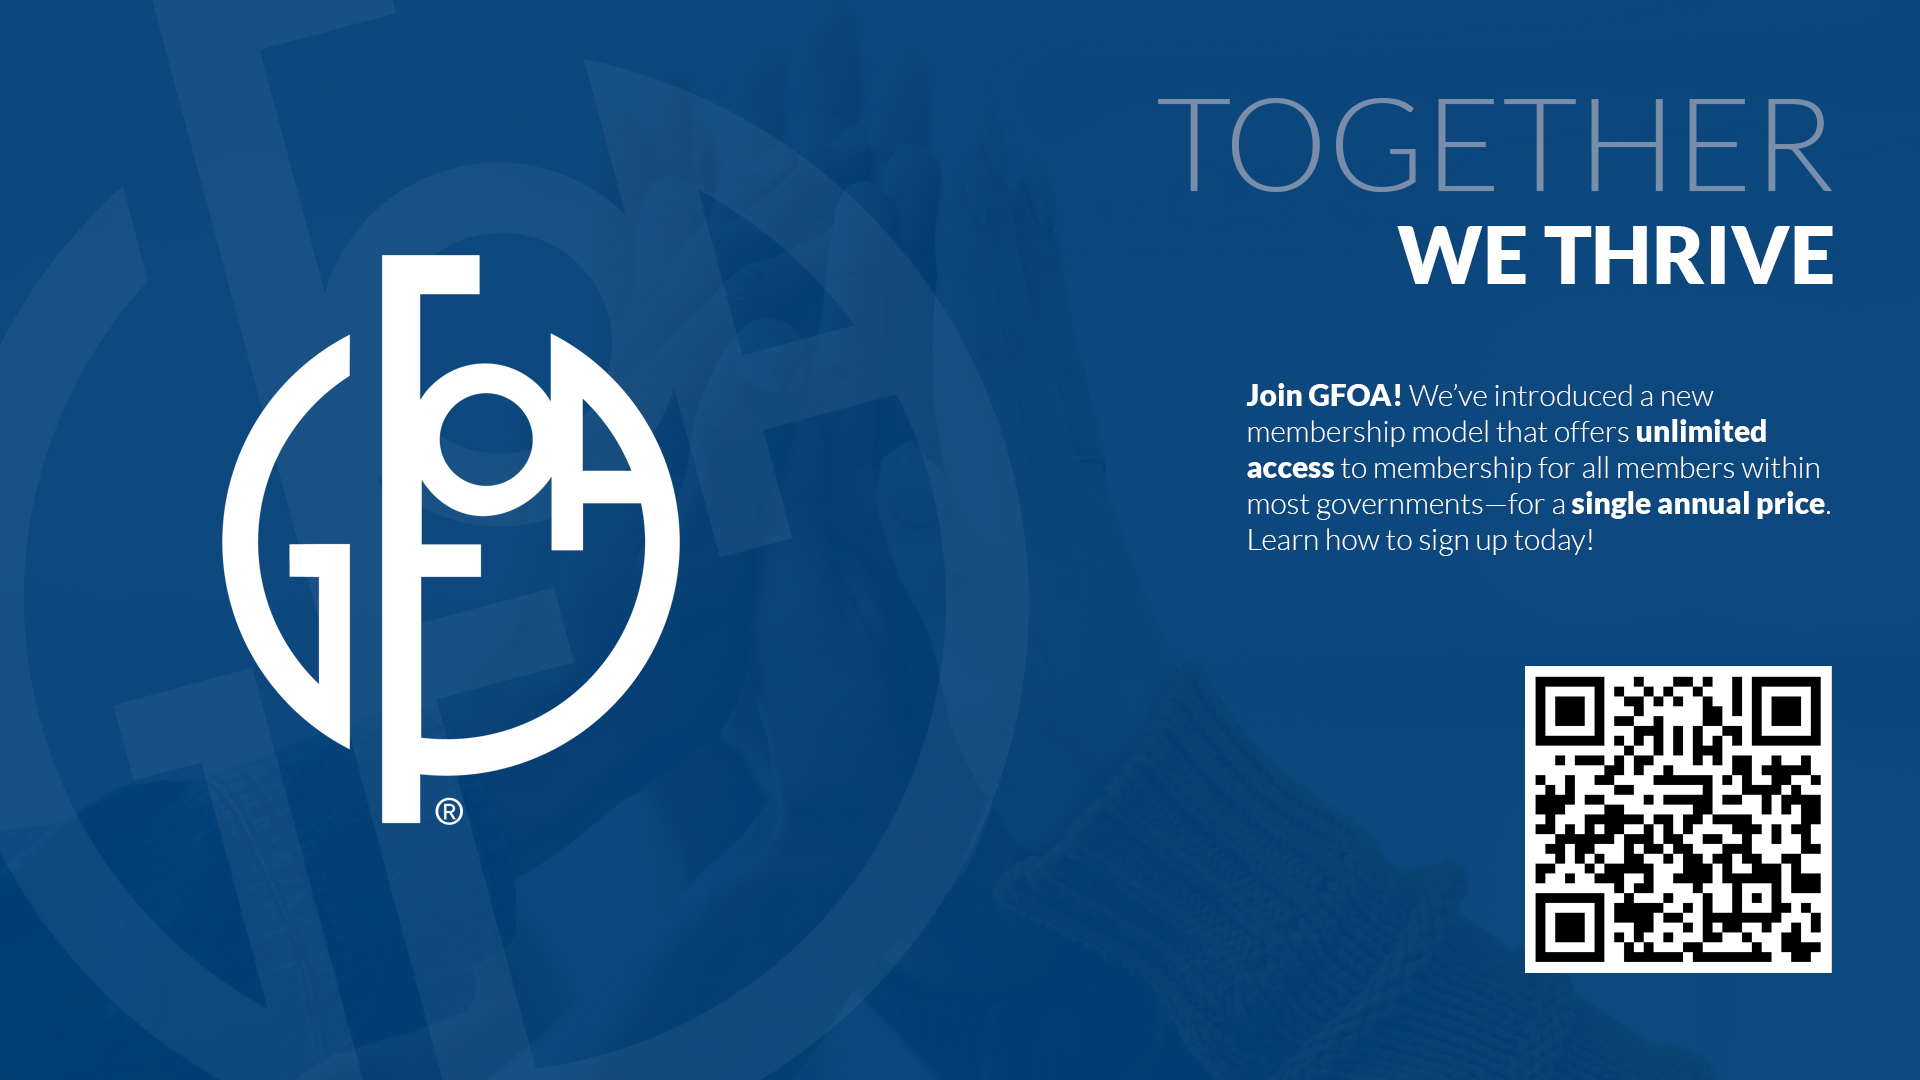 TOGETHER
WE THRIVE
Join GFOA! We’ve introduced a new
membership model that offers unlimited
access to membership for all members within
most governments—for a single annual price.
Learn how to sign up today!
GFOA
®